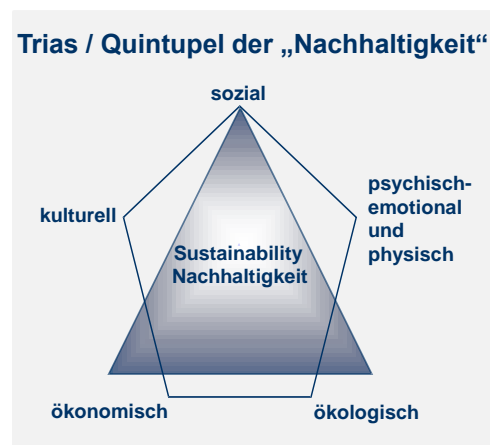 Trias / Quintupel der „Nachhaltigkeit“
sozial
kulturell
psychisch-
emotional
und
physisch
Sustainability
Nachhaltigkeit
ökonomisch
ökologisch